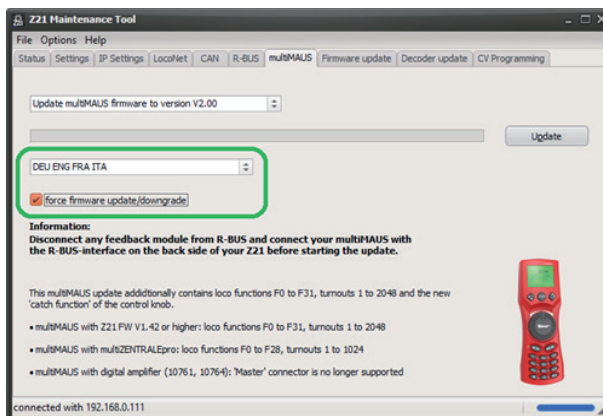 Z21 Maintenance Tool
File Options Help
Status Settings IP Settings LocoNet CAN R-BUS multiMAUS Firmware update Decoder update CV Programming
Update multiMAUS firmware to version V2.00
Update
DEU ENG FRA ITA
force firmware update/downgrade
Information:
Disconnect any feedback module from R-BUS and connect your multiMAUS with
the R-BUS-interface on the back side of your Z21 before starting the update.
This multiMAUS update addidtionally contains loco functions F0 to F31, turnouts 1 to 2048 and the new
'catch function' of the control knob.
• multiMAUS with Z21 FW V1.42 or higher: loco functions F0 to F31, turnouts 1 to 2048
• multiMAUS with multiZENTRALEpro: loco functions F0 to F28, turnouts 1 to 1024
• multiMAUS with digital amplifier (10761, 10764): 'Master' connector is no longer supported
connected with 192.168.0.111